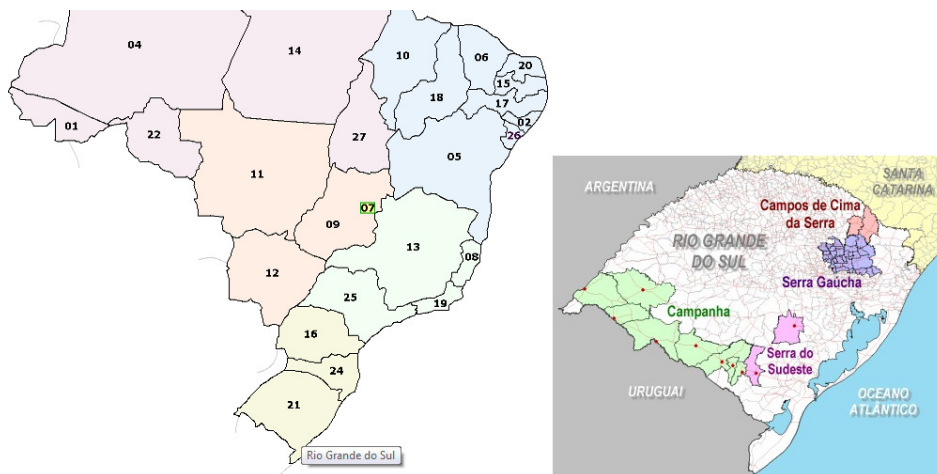 04
14
10
06
20
15
18
17
02
26
01
22
27
05
11
07
09
13
08
12
25
19
16
24
21
Rio Grande do Sul
ARGENTINA
SANTA
CATARINA
Campos de Cima
da Serra
RIO GRANDE
DO SUL
Serra Gaúcha
Campanha
Serra do
Sudeste
URUGUAI
OCEANO
ATLÂNTICO